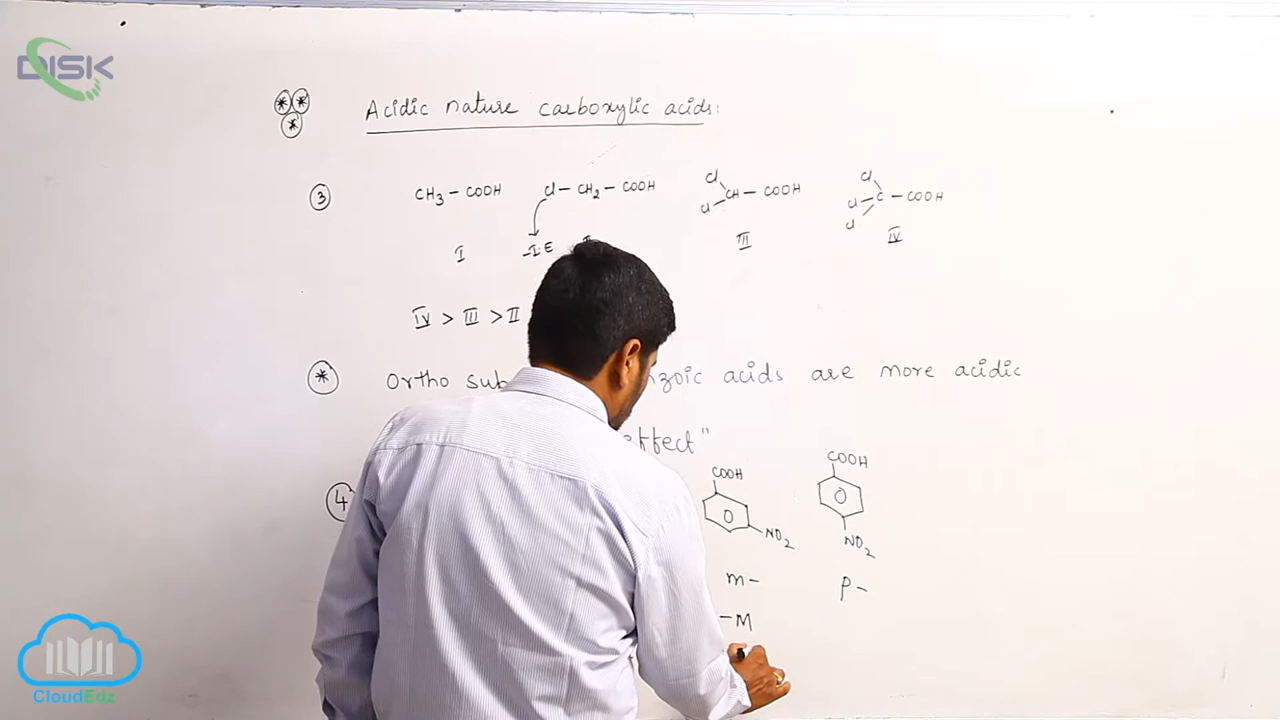 DISK
Acidic nature carboxylic acids:
3 CH3 - COOH Cl - CH2 - COOH Cl Cl CH - COOH Cl Cl Cl C - COOH
I -I.E III IV
IV > III > II
* Ortho sub zoic acids are more acidic
effect"
4 COOH NO2 COOH NO2
m- p-
-M
CloudEdz